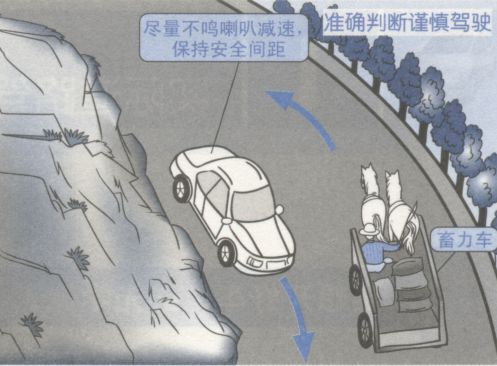 准确判断谨慎驾驶
尽量不鸣喇叭减速，
保持安全间距
畜力车